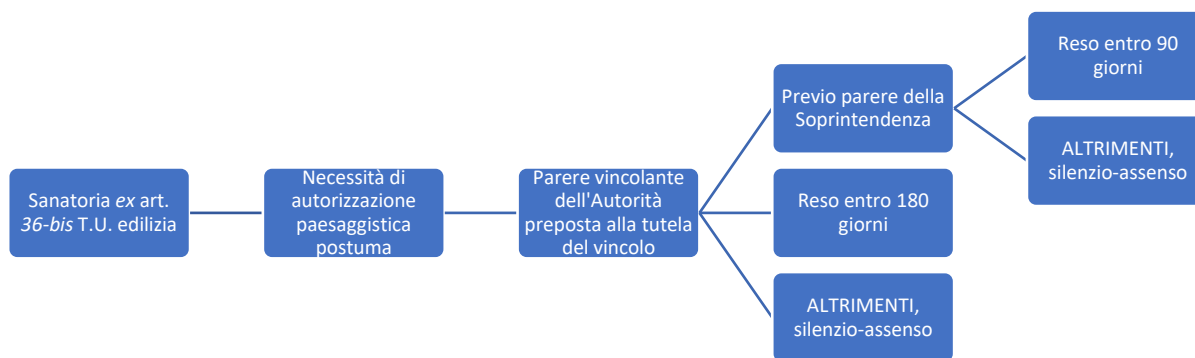 Sanatoria ex art.
36-bis T.U. edilizia
Necessità di
autorizzazione
paesaggistica
postuma
Parere vincolante
dell'Autorità
preposta alla tutela
del vincolo
Previo parere della
Soprintendenza
Reso entro 90
giorni
ALTRIMENTI,
silenzio-assenso
Reso entro 180
giorni
ALTRIMENTI,
silenzio-assenso